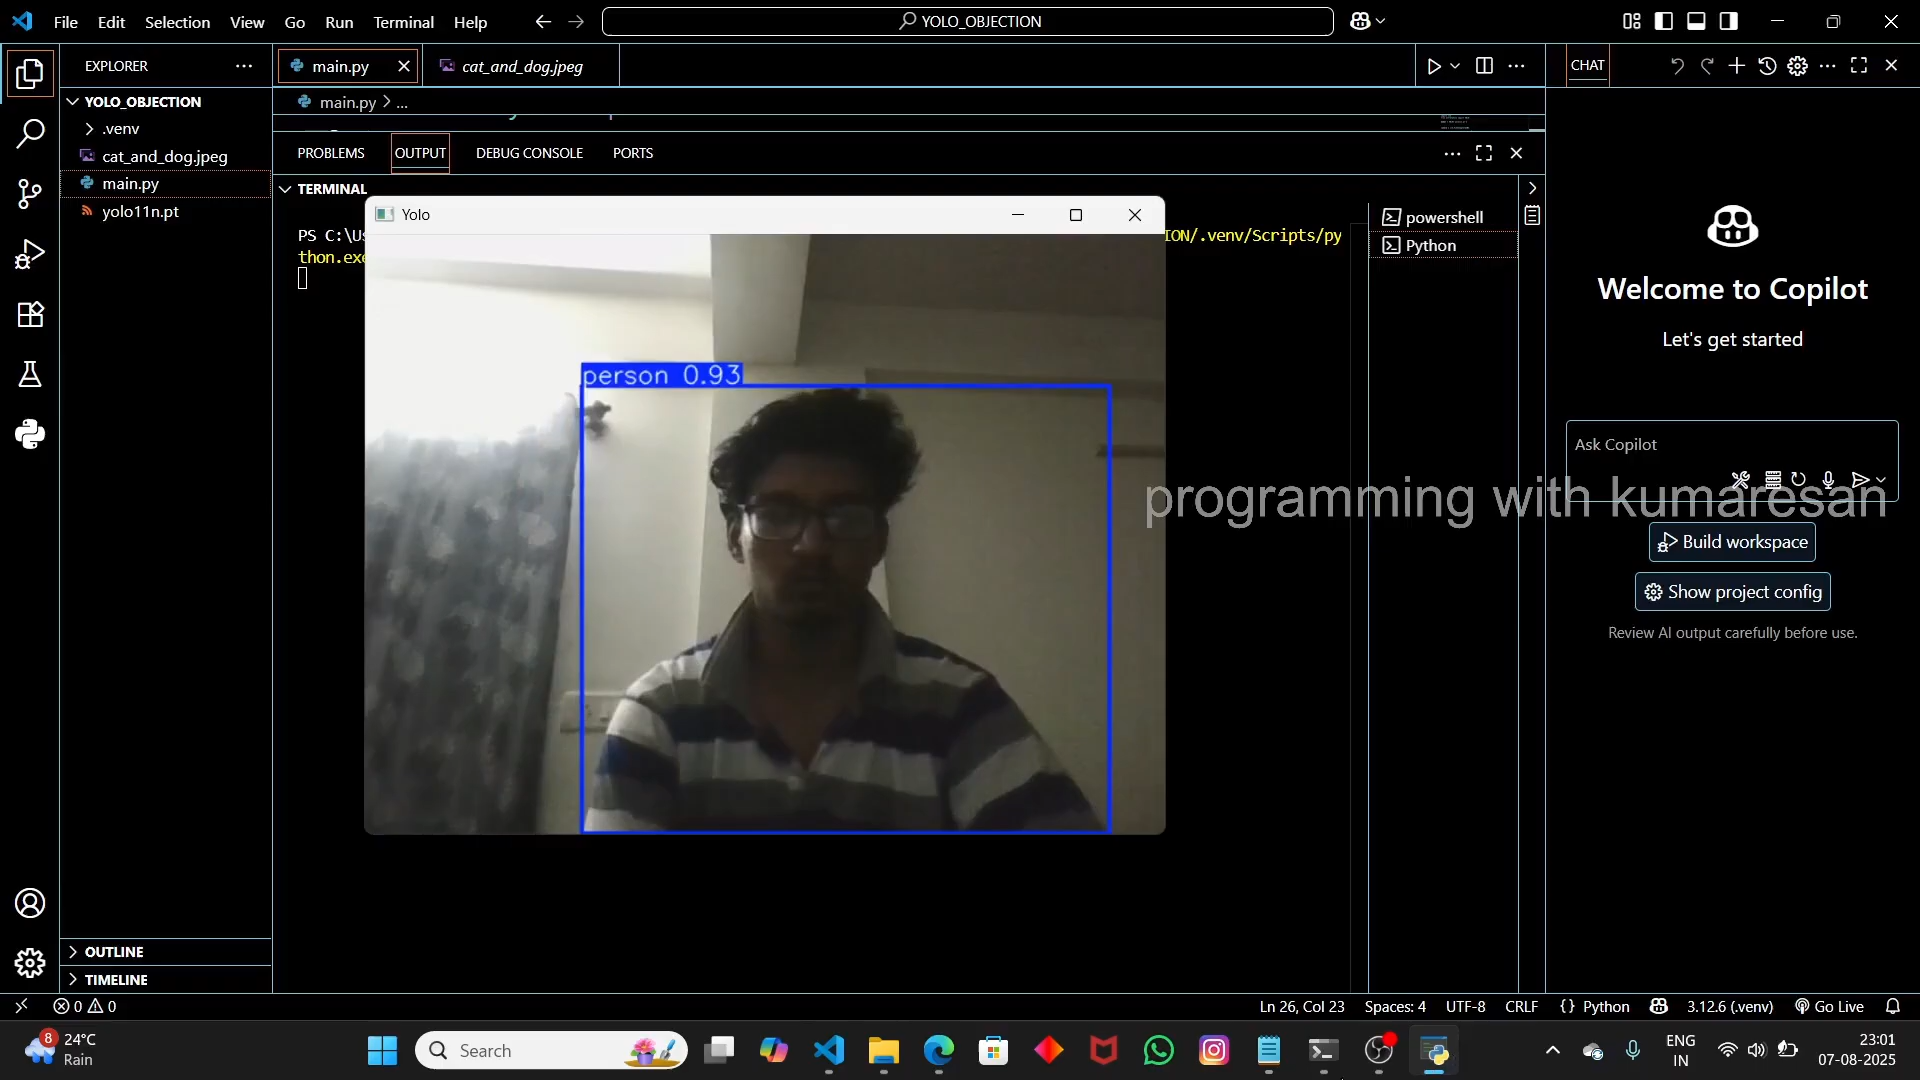 File Edit Selection View Go Run Terminal Help
YOLO_OBJECTION
EXPLORER
main.py
cat_and_dog.jpeg
CHAT
YOLO_OBJECTION
main.py > ...
.venv
cat_and_dog.jpeg
main.py
yolo11n.pt
PROBLEMS OUTPUT DEBUG CONSOLE PORTS
TERMINAL
Yolo
PS C:\Us
ION/.venv/Scripts/py
thon.exe
powershell
Python
person 0.93
Welcome to Copilot
Let's get started
Ask Copilot
programming with kumaresan
Build workspace
Show project config
Review AI output carefully before use.
OUTLINE
TIMELINE
0 0
Ln 26, Col 23 Spaces: 4 UTF-8 CRLF {} Python 3.12.6 (.venv) Go Live
8
24°C
Rain
Search
ENG
IN
23:01
07-08-2025